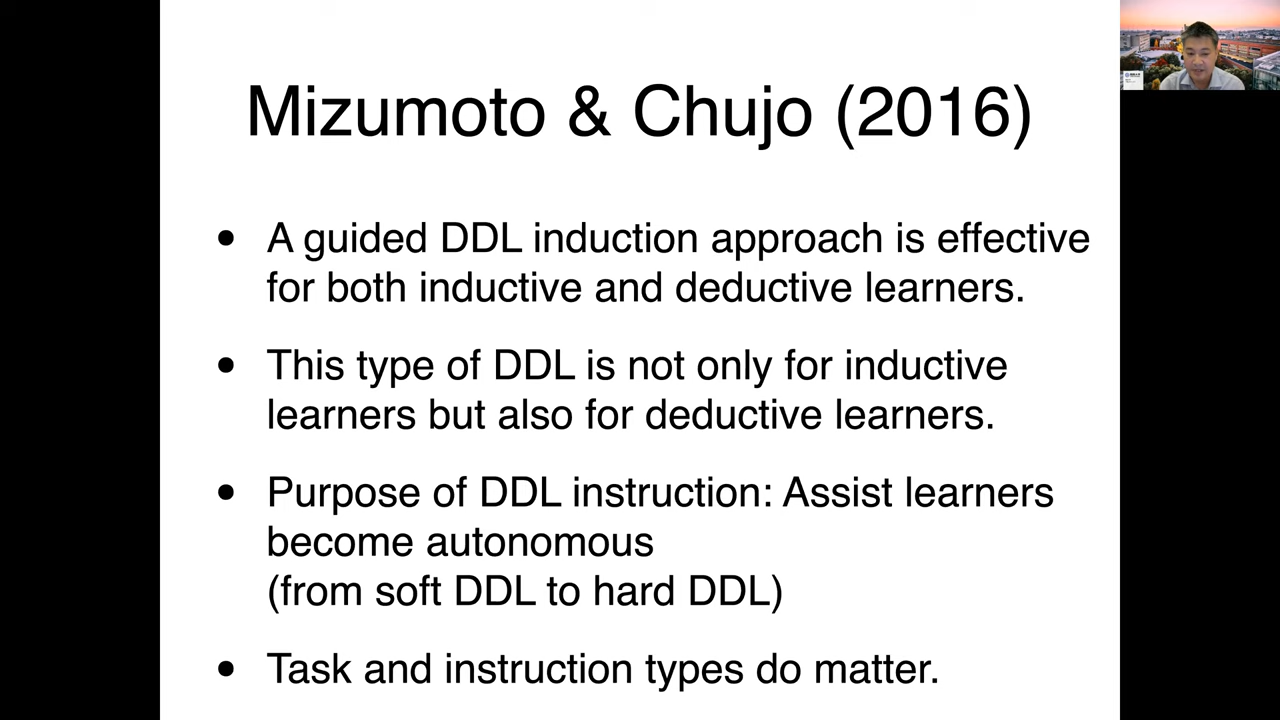 Mizumoto & Chujo (2016)
• A guided DDL induction approach is effective
for both inductive and deductive learners.
• This type of DDL is not only for inductive
learners but also for deductive learners.
• Purpose of DDL instruction: Assist learners
become autonomous
(from soft DDL to hard DDL)
• Task and instruction types do matter.